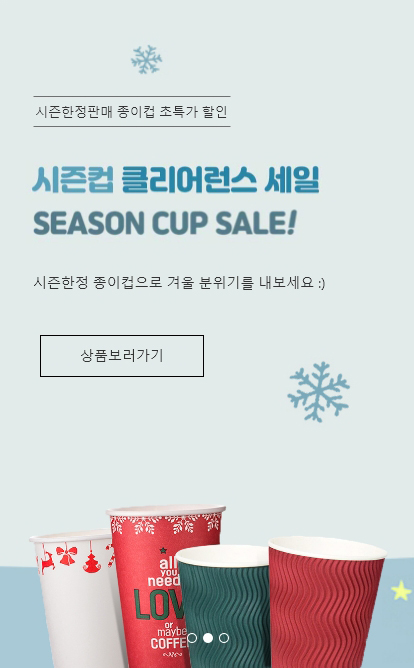 시즌한정판매 종이컵 초특가 할인
시즌컵 클리어런스 세일
SEASON CUP SALE!
시즌한정 종이컵으로 겨울 분위기를 내보세요 :)
상품보러가기
all
you
need
LOV
or
maybe
COFFEE